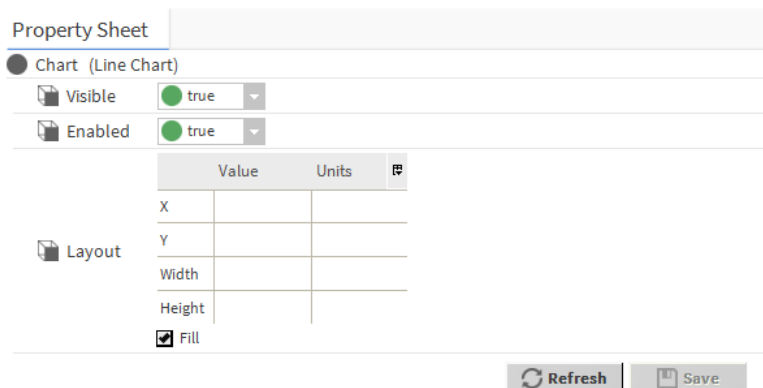 Property Sheet
Chart (Line Chart)
Visible true
Enabled true
Value Units
X
Y
Layout
Width
Height
Fill
Refresh Save